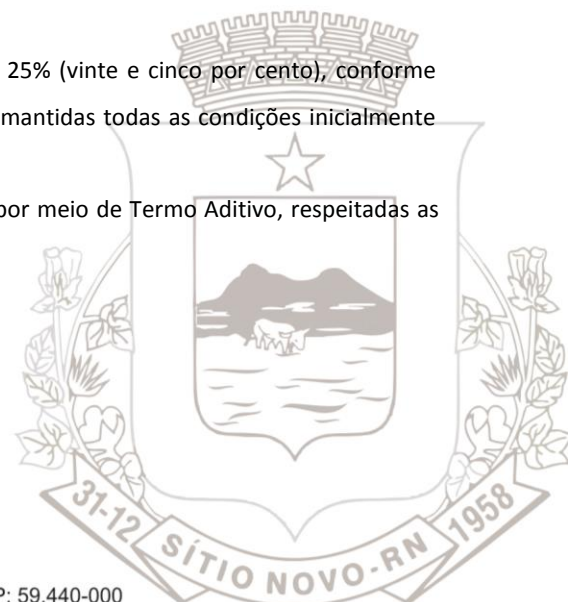 25% (vinte e cinco por cento), conforme
mantidas todas as condições inicialmente
por meio de Termo Aditivo, respeitadas as
31-12 SÍTIO NOVO-RN 1958
P: 59.440-000